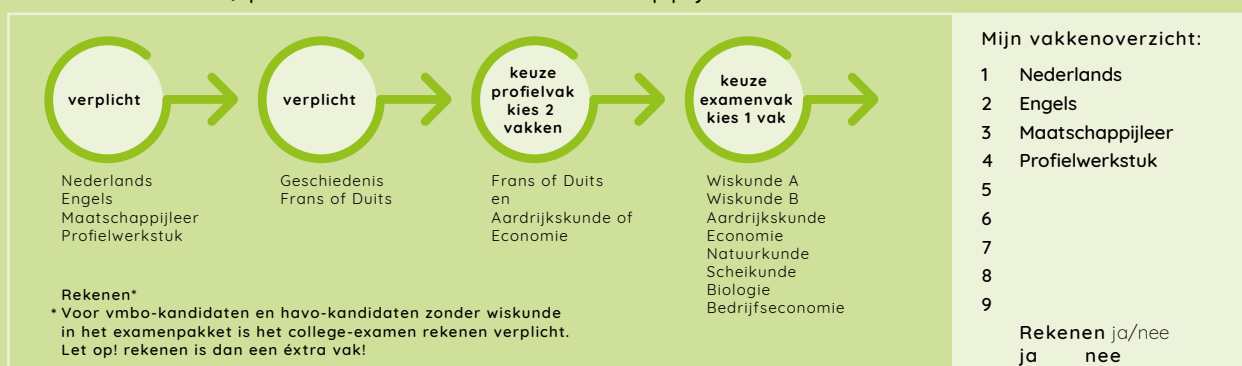 verplicht
Nederlands
Engels
Maatschappijleer
Profielwerkstuk
verplicht
Geschiedenis
Frans of Duits
keuze
profielvak
kies 2
vakken
Frans of Duits
en
Aardrijkskunde of
Economie
keuze
examenvak
kies 1 vak
Wiskunde A
Wiskunde B
Aardrijkskunde
Economie
Natuurkunde
Scheikunde
Biologie
Bedrijfseconomie
Rekenen*
* Voor vmbo-kandidaten en havo-kandidaten zonder wiskunde
in het examenpakket is het college-examen rekenen verplicht.
Let op! rekenen is dan een éxtra vak!
Mijn vakkenoverzicht:
1 Nederlands
2 Engels
3 Maatschappijleer
4 Profielwerkstuk
5
6
7
8
9
Rekenen ja/nee
ja nee